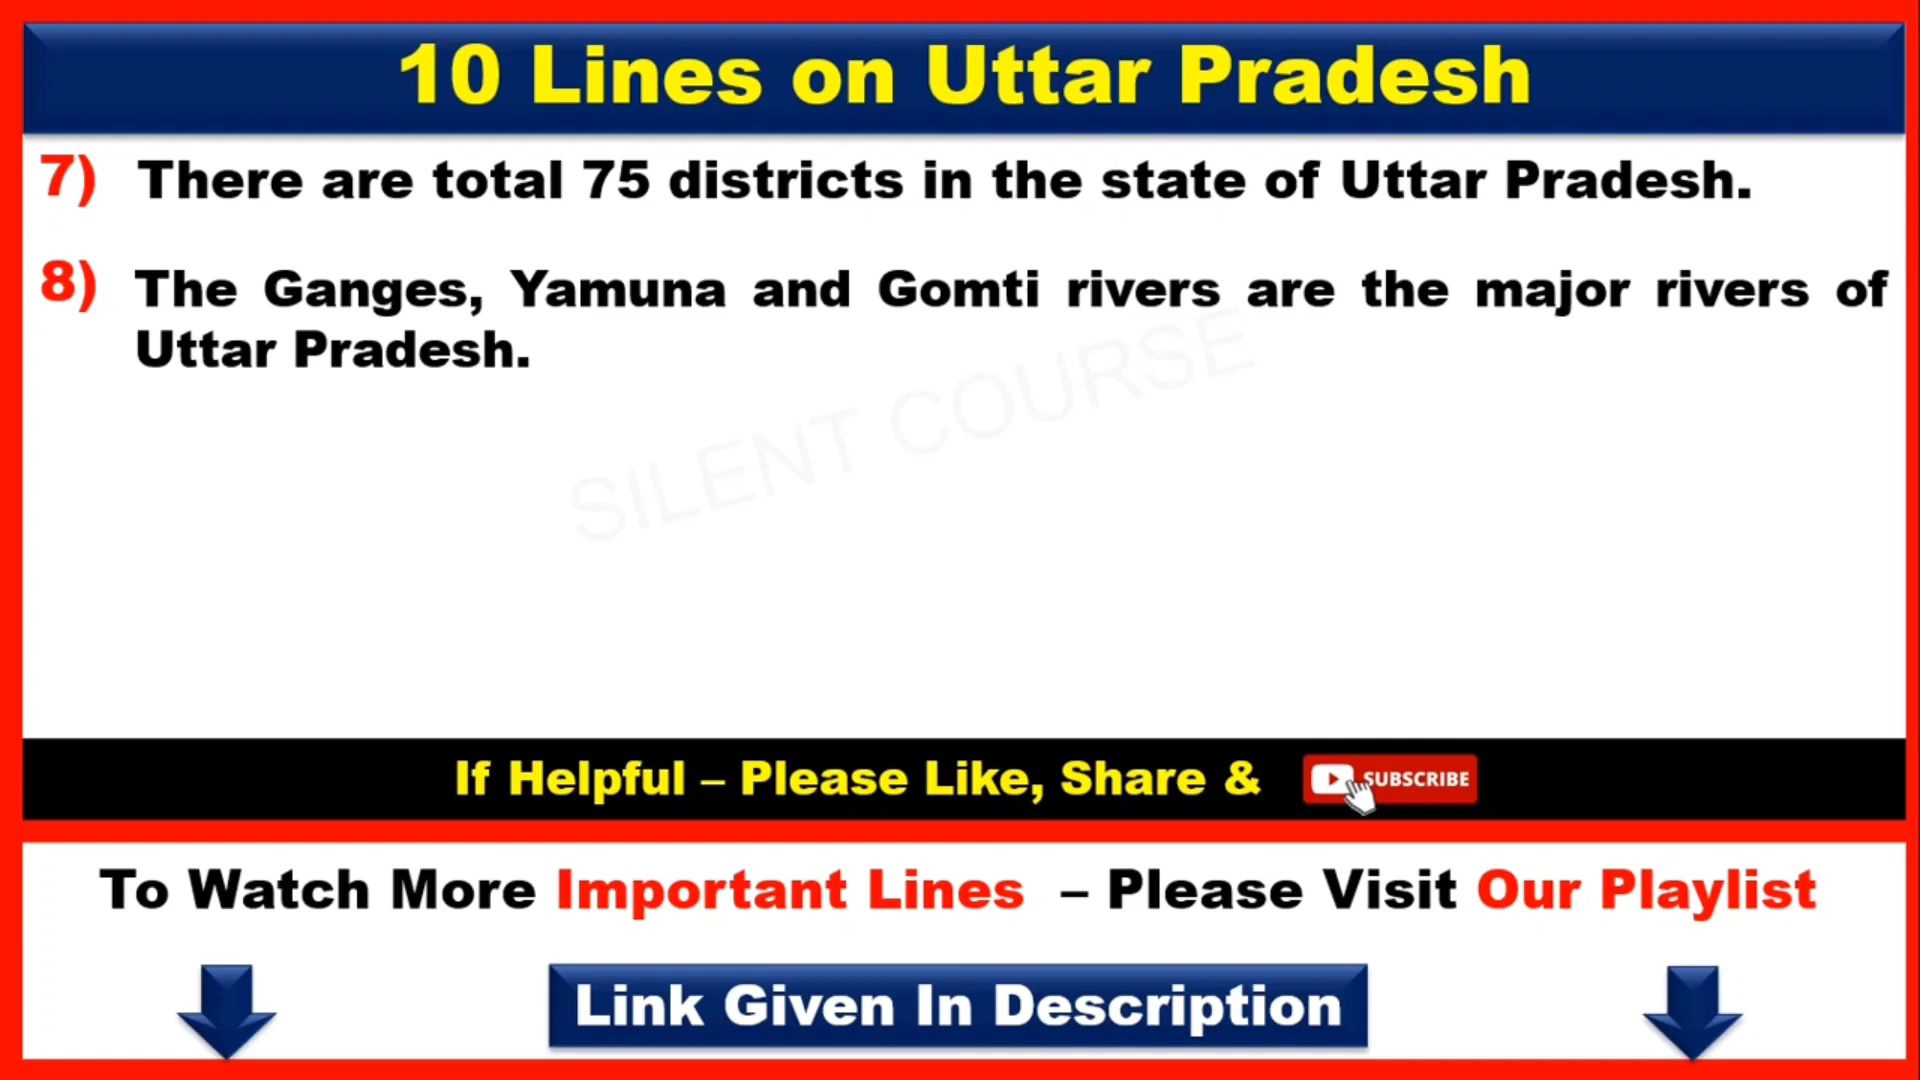 10 Lines on Uttar Pradesh
7) There are total 75 districts in the state of Uttar Pradesh.
8) The Ganges, Yamuna and Gomti rivers are the major rivers of
Uttar Pradesh.
SILENT COURSE
If Helpful – Please Like, Share & SUBSCRIBE
To Watch More Important Lines – Please Visit Our Playlist
Link Given In Description